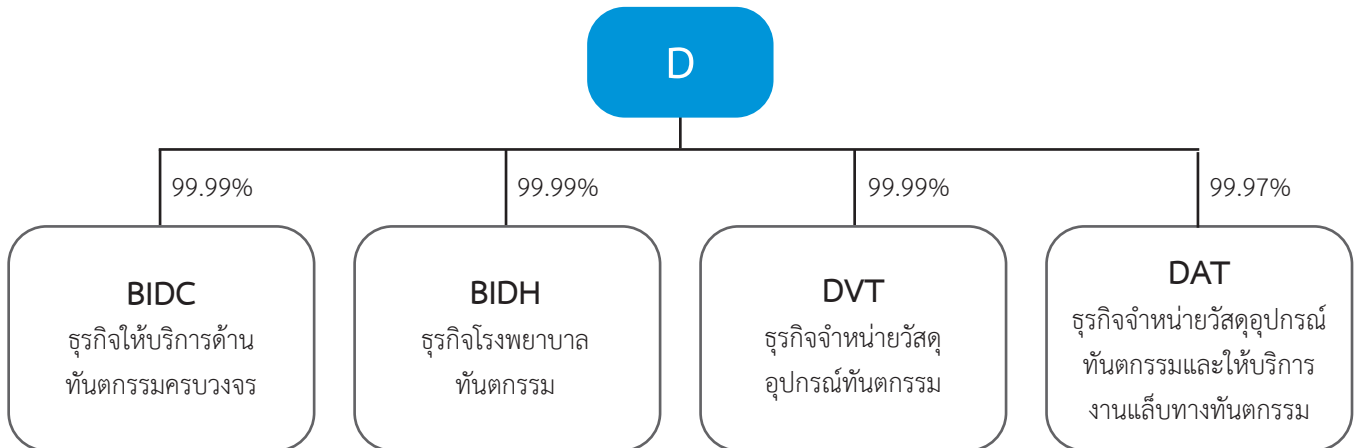 D
99.99%
99.99%
99.99%
99.97%
BIDC
ธุรกิจให้บริการด้าน
ทันตกรรมครบวงจร
BIDH
ธุรกิจโรงพยาบาล
ทันตกรรม
DVT
ธุรกิจจำหน่ายวัสดุ
อุปกรณ์ทันตกรรม
DAT
ธุรกิจจำหน่ายวัสดุอุปกรณ์
ทันตกรรมและให้บริการ
งานแล็บทางทันตกรรม